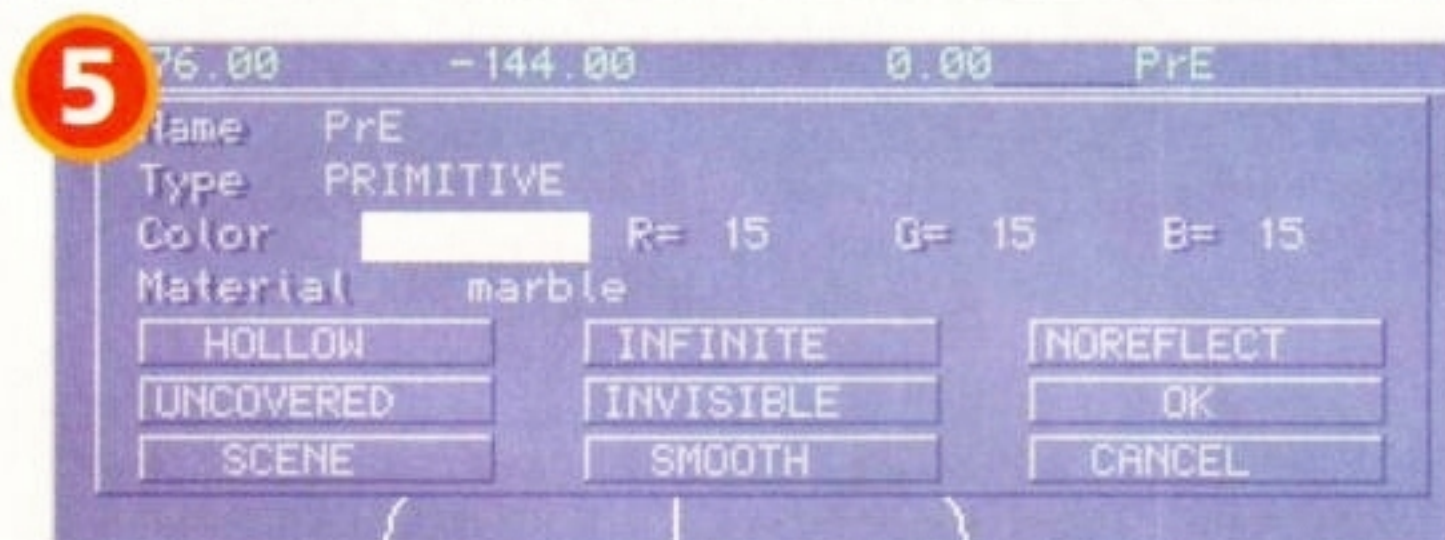 5
76.00 -144.00 0.00 PrE
Name PrE
Type PRIMITIVE
Color R= 15 G= 15 B= 15
Material marble
HOLLOW INFINITE NOREFLECT
UNCOVERED INVISIBLE OK
SCENE SMOOTH CANCEL